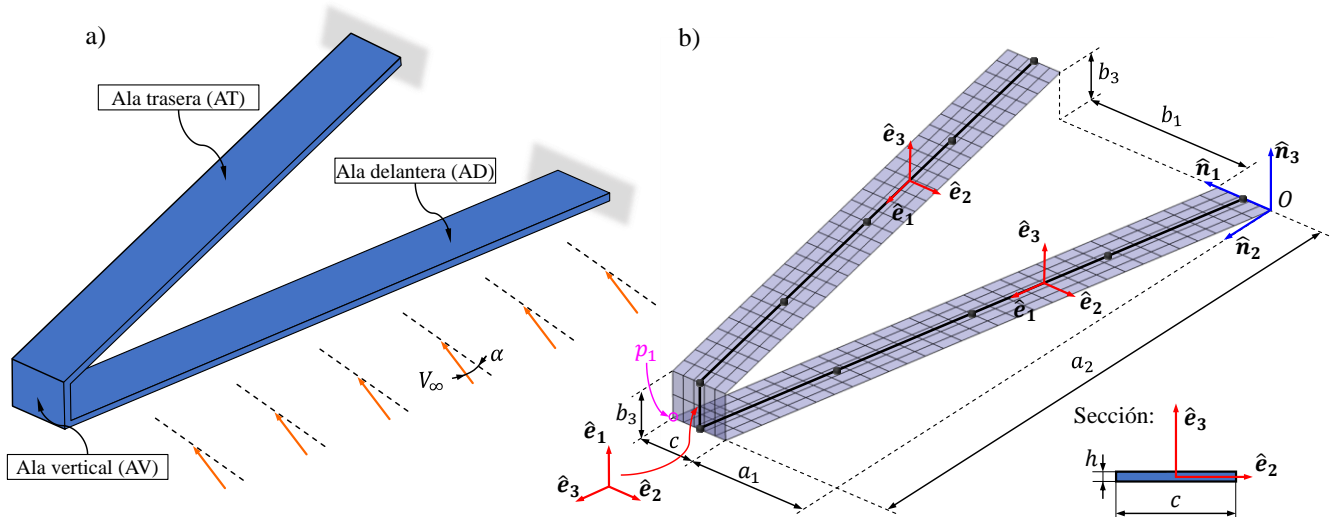 a)
Ala trasera (AT)
Ala delantera (AD)
V∞
α
Ala vertical (AV)
b)
b₃
b₁
n̂₃
n̂₁
O
n̂₂
ê₃
ê₂
ê₁
ê₃
ê₂
ê₁
p₁
a₂
b₃
c
a₁
ê₁
ê₃
ê₂
Sección:
ê₃
h
ê₂
c